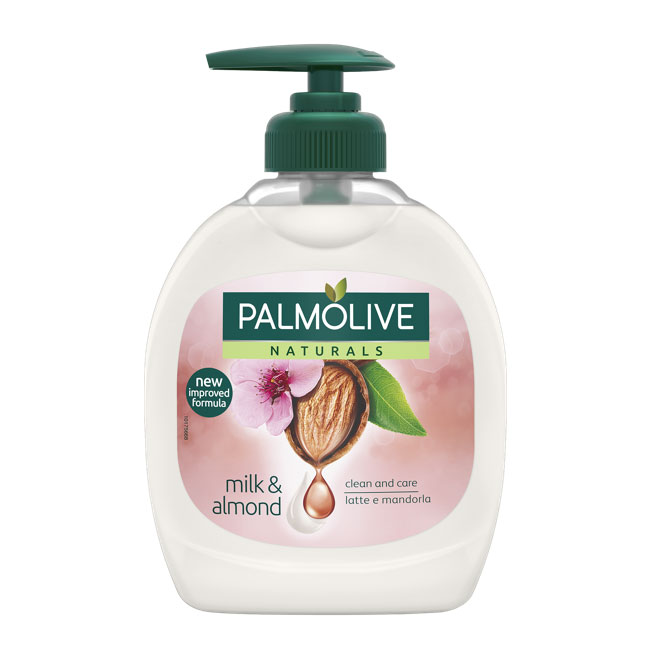 PALMOLIVE
NATURALS
new
improved
formula
milk &
almond
clean and care
latte e mandorla